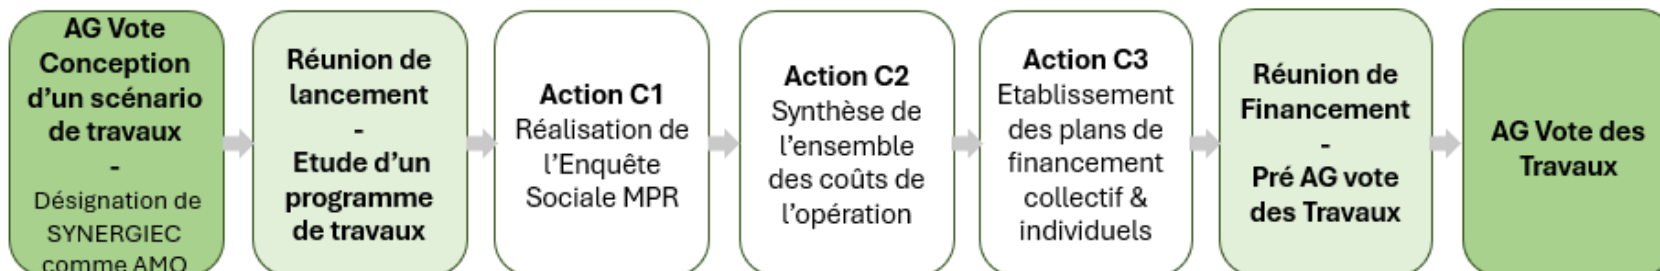 AG Vote
Conception
d’un scénario
de travaux
-
Désignation de
SYNERGIEC
comme AMO
Réunion de
lancement
-
Etude d’un
programme
de travaux
Action C1
Réalisation de
l’Enquête
Sociale MPR
Action C2
Synthèse de
l’ensemble
des coûts de
l’opération
Action C3
Etablissement
des plans de
financement
collectif &
individuels
Réunion de
Financement
-
Pré AG vote
des Travaux
AG Vote des
Travaux